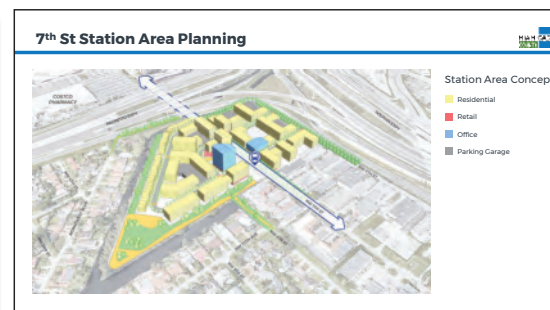 7th St Station Area Planning
Station Area Concep
COSTCO
PHARMACY
Residential
Retail
Office
Parking Garage